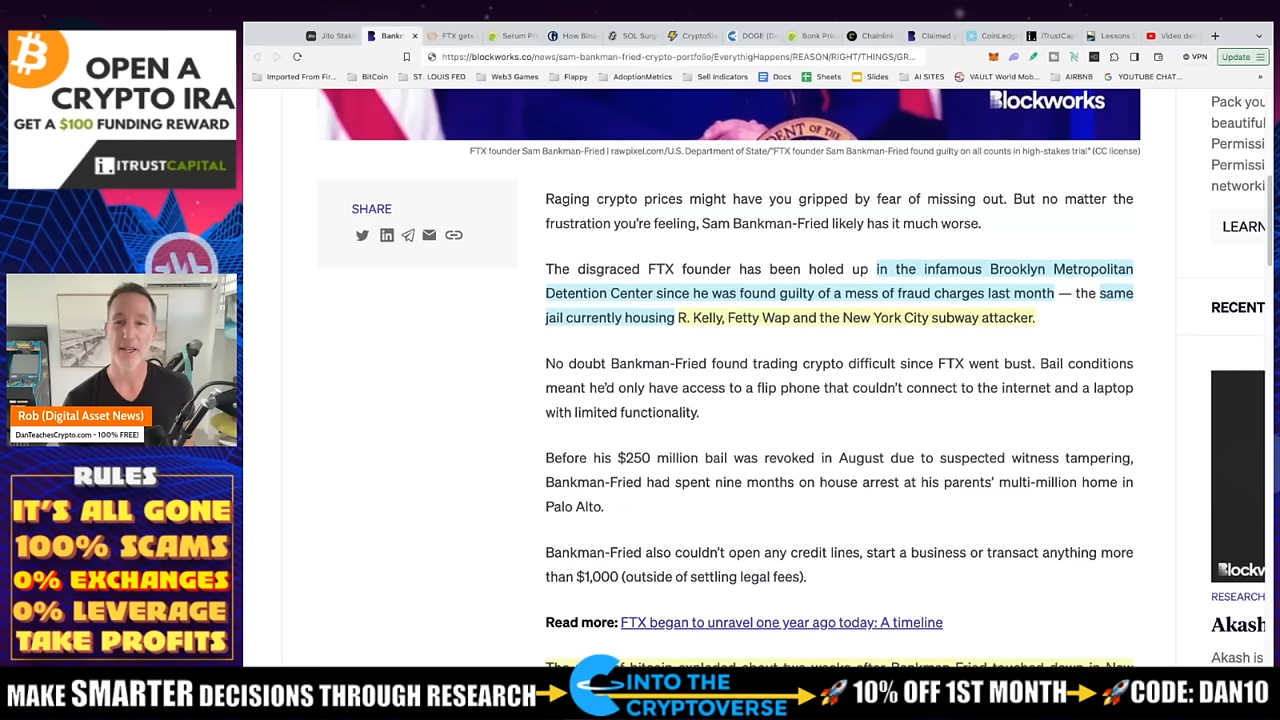 OPEN A
CRYPTO IRA
GET A $100 FUNDING REWARD
i. iTRUSTCAPITAL
Rob (Digital Asset News)
DanTeachesCrypto.com - 100% FREE!
RULES
IT'S ALL GONE
100% SCAMS
0% EXCHANGES
0% LEVERAGE
TAKE PROFITS
Jito Staki Bankr FTX gets Serum Pr How Bina SOL Surg CryptoSla DOGE (D Bonk Pric Chainlink Claimed CoinLedg iTrustCap Lessons Video des
https://blockworks.co/news/sam-bankman-fried-crypto-portfolio/EverythigHappens/REASON/RIGHT/THINGS/GR... VPN Update
Imported From Fir... BitCoin ST. LOUIS FED Web3 Games Flappy AdoptionMetrics Sell Indicators Docs Sheets Slides AI SITES VAULT World Mob... AIRBNB YOUTUBE CHAT... »
Blockworks
FTX founder Sam Bankman-Fried | rawpixel.com/U.S. Department of State/"FTX founder Sam Bankman-Fried found guilty on all counts in high-stakes trial" (CC license)
SHARE
Raging crypto prices might have you gripped by fear of missing out. But no matter the
frustration you're feeling, Sam Bankman-Fried likely has it much worse.
The disgraced FTX founder has been holed up in the infamous Brooklyn Metropolitan
Detention Center since he was found guilty of a mess of fraud charges last month — the same
jail currently housing R. Kelly, Fetty Wap and the New York City subway attacker.
No doubt Bankman-Fried found trading crypto difficult since FTX went bust. Bail conditions
meant he'd only have access to a flip phone that couldn't connect to the internet and a laptop
with limited functionality.
Before his $250 million bail was revoked in August due to suspected witness tampering,
Bankman-Fried had spent nine months on house arrest at his parents' multi-million home in
Palo Alto.
Bankman-Fried also couldn't open any credit lines, start a business or transact anything more
than $1,000 (outside of settling legal fees).
Read more: FTX began to unravel one year ago today: A timeline
Pack you
beautiful
Permissi
Permissi
networki
LEARN
RECENT
Blockw
RESEARCH
Akash
Akash is
MAKE SMARTER DECISIONS THROUGH RESEARCH
INTO THE
CRYPTOVERSE
10% OFF 1ST MONTH
CODE: DAN10